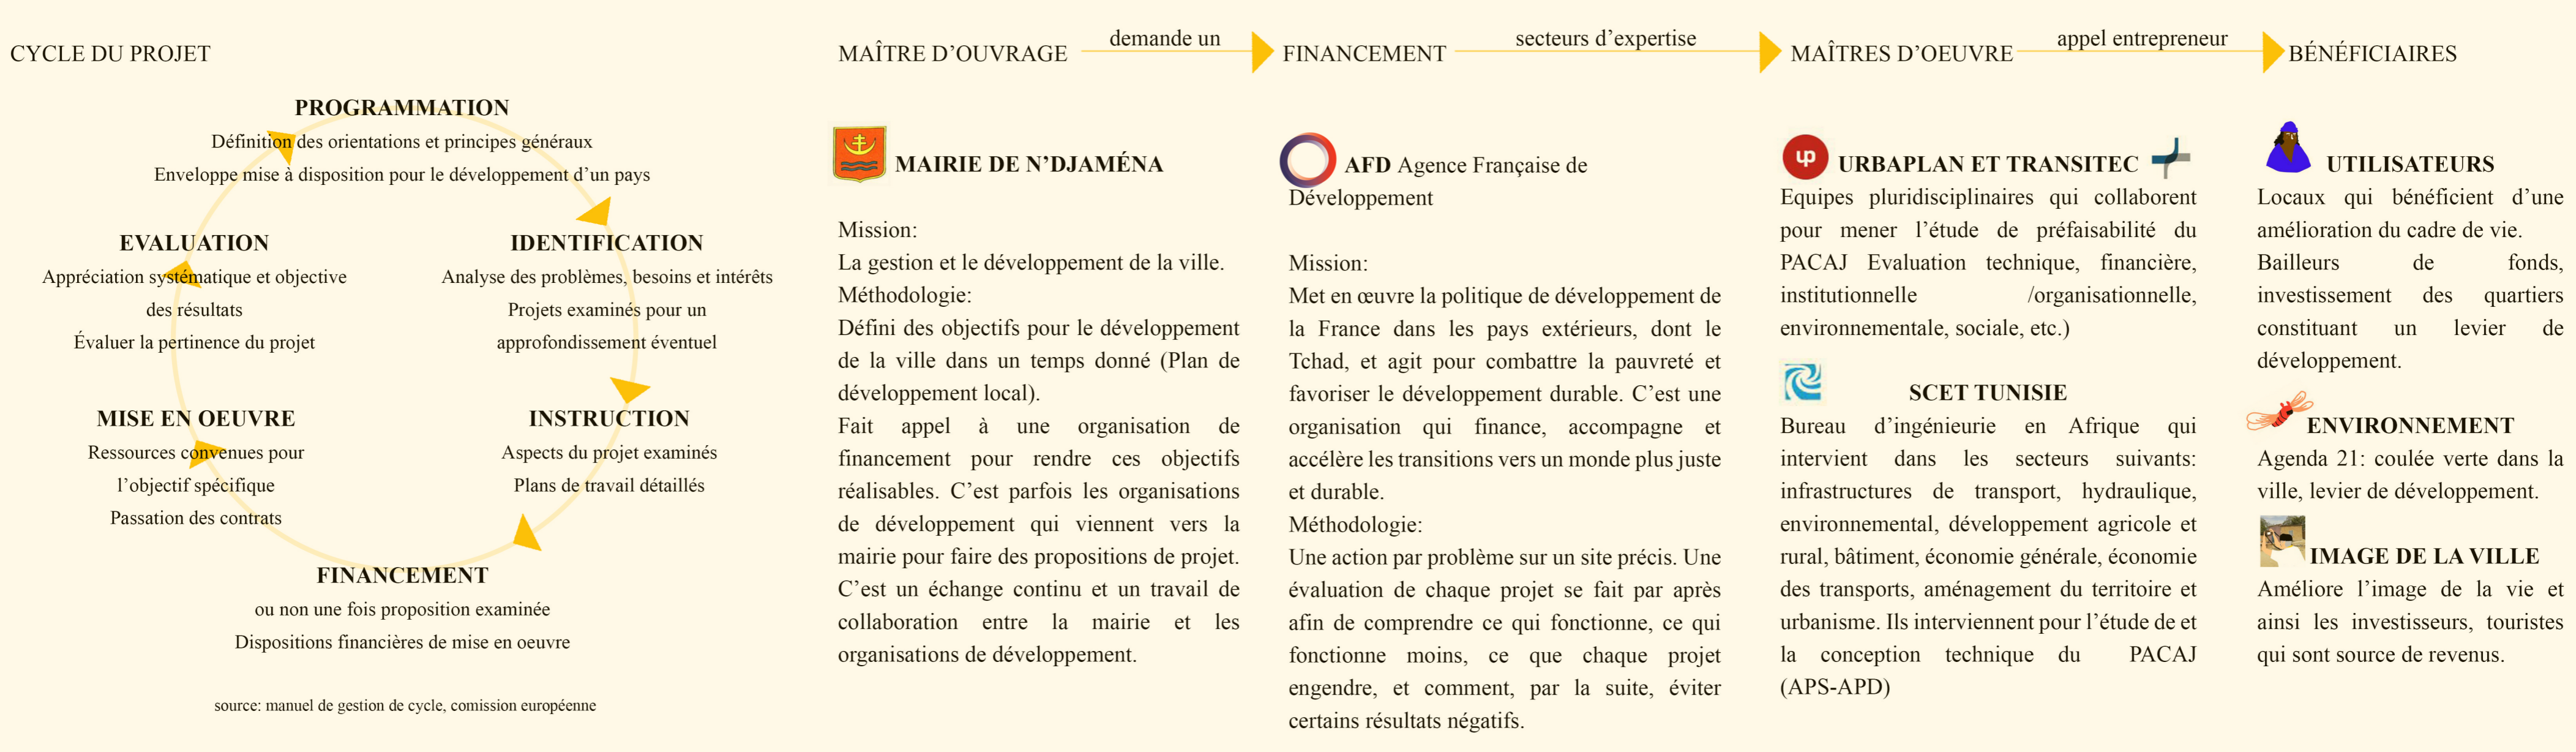 CYCLE DU PROJET
PROGRAMMATION
Définition des orientations et principes généraux
Enveloppe mise à disposition pour le développement d’un pays
EVALUATION
Appréciation systématique et objective
des résultats
Évaluer la pertinence du projet
IDENTIFICATION
Analyse des problèmes, besoins et intérêts
Projets examinés pour un
approfondissement éventuel
MISE EN OEUVRE
Ressources convenues pour
l’objectif spécifique
Passation des contrats
INSTRUCTION
Aspects du projet examinés
Plans de travail détaillés
FINANCEMENT
ou non une fois proposition examinée
Dispositions financières de mise en oeuvre
source: manuel de gestion de cycle, comission européenne
MAÎTRE D’OUVRAGE
demande un
FINANCEMENT
secteurs d’expertise
MAÎTRES D’OEUVRE
appel entrepreneur
BÉNÉFICIAIRES
MAIRIE DE N’DJAMÉNA
Mission:
La gestion et le développement de la ville.
Méthodologie:
Défini des objectifs pour le développement
de la ville dans un temps donné (Plan de
développement local).
Fait appel à une organisation de
financement pour rendre ces objectifs
réalisables. C’est parfois les organisations
de développement qui viennent vers la
mairie pour faire des propositions de projet.
C’est un échange continu et un travail de
collaboration entre la mairie et les
organisations de développement.
AFD Agence Française de
Développement
Mission:
Met en œuvre la politique de développement de
la France dans les pays extérieurs, dont le
Tchad, et agit pour combattre la pauvreté et
favoriser le développement durable. C’est une
organisation qui finance, accompagne et
accélère les transitions vers un monde plus juste
et durable.
Méthodologie:
Une action par problème sur un site précis. Une
évaluation de chaque projet se fait par après
afin de comprendre ce qui fonctionne, ce qui
fonctionne moins, ce que chaque projet
engendre, et comment, par la suite, éviter
certains résultats négatifs.
up
URBAPLAN ET TRANSITEC
Equipes pluridisciplinaires qui collaborent
pour mener l’étude de préfaisabilité du
PACAJ Evaluation technique, financière,
institutionnelle /organisationnelle,
environnementale, sociale, etc.)
SCET TUNISIE
Bureau d’ingénieurie en Afrique qui
intervient dans les secteurs suivants:
infrastructures de transport, hydraulique,
environnemental, développement agricole et
rural, bâtiment, économie générale, économie
des transports, aménagement du territoire et
urbanisme. Ils interviennent pour l’étude de et
la conception technique du PACAJ
(APS-APD)
UTILISATEURS
Locaux qui bénéficient d’une
amélioration du cadre de vie.
Bailleurs de fonds,
investissement des quartiers
constituant un levier de
développement.
ENVIRONNEMENT
Agenda 21: coulée verte dans la
ville, levier de développement.
IMAGE DE LA VILLE
Améliore l’image de la vie et
ainsi les investisseurs, touristes
qui sont source de revenus.